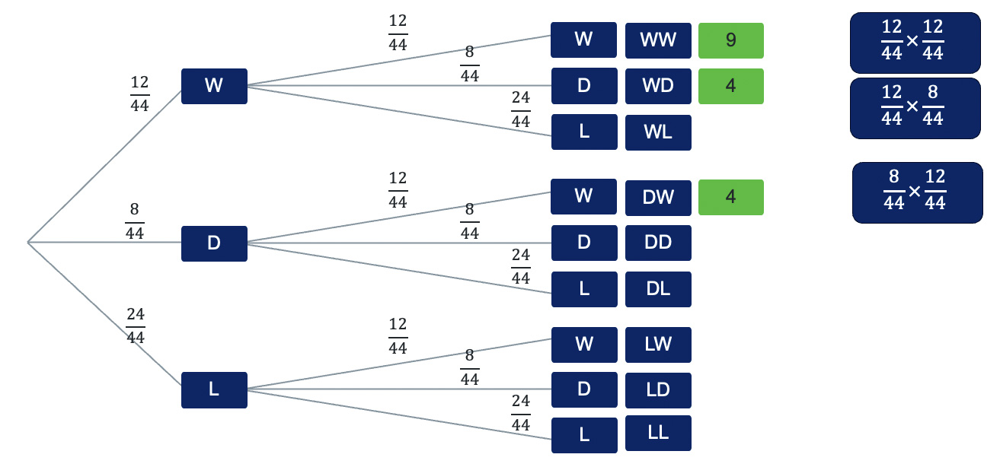 12/44
W WW 9
12/44 × 12/44
8/44
12/44
W
D WD 4
12/44 × 8/44
24/44
L WL
12/44
W DW 4
8/44 × 12/44
8/44
8/44
D
D DD
24/44
L DL
24/44
12/44
W LW
8/44
L
D LD
24/44
L LL